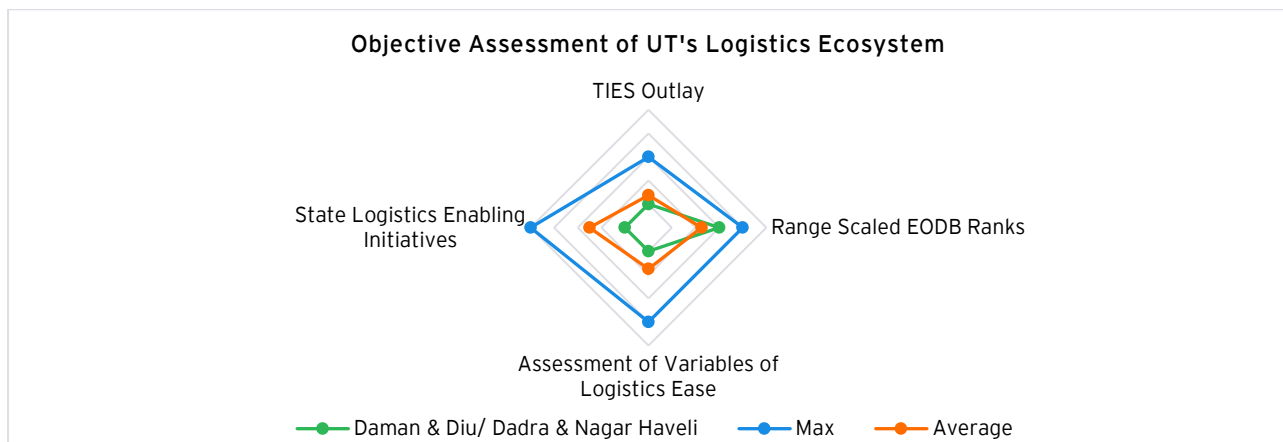 Objective Assessment of UT's Logistics Ecosystem
TIES Outlay
State Logistics Enabling
Initiatives
Range Scaled EODB Ranks
Assessment of Variables of
Logistics Ease
Daman & Diu/ Dadra & Nagar Haveli
Max
Average